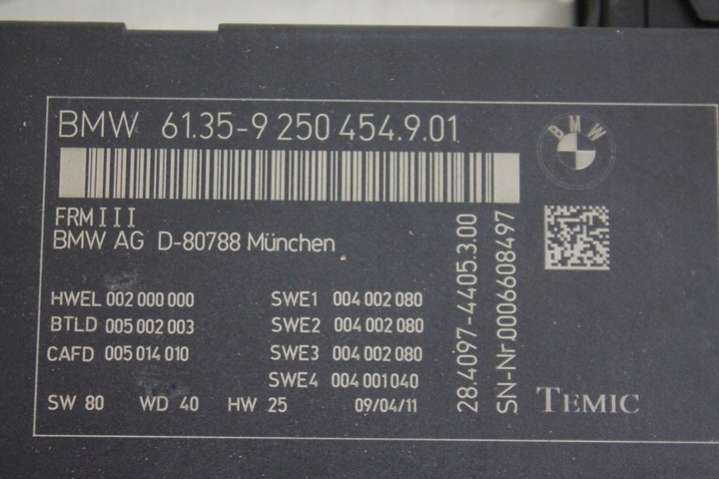 BMW 61.35-9 250 454.9.01
BMW
FRM III
BMW AG D-80788 München
HWEL 002 000 000
BTLD 005 002 003
CAFD 005 014 010
SWE1 004 002 080
SWE2 004 002 080
SWE3 004 002 080
SWE4 004 001 040
SW 80 WD 40 HW 25 09/04/11
28.4097-4405.3.00
SN-Nr.0006608497
TEMIC